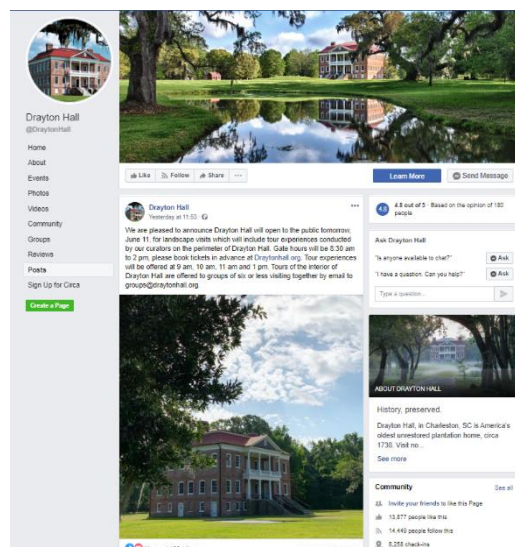 Drayton Hall
@DraytonHall
Home
About
Events
Photos
Videos
Community
Groups
Reviews
Posts
Sign Up for Circa
Create a Page
Like Follow Share ...
Learn More
Send Message
Drayton Hall
Yesterday at 11:53
We are pleased to announce Drayton Hall will open to the public tomorrow,
June 11, for landscape visits which will include tour experiences conducted
by our curators on the perimeter of Drayton Hall. Gate hours will be 8:30 am
to 2 pm, please book tickets in advance at Draytonhall.org. Tour experiences
will be offered at 9 am, 10 am, 11 am and 1 pm. Tours of the interior of
Drayton Hall are offered to groups of six or less visiting together by email to
groups@draytonhall.org.
4.8
4.8 out of 5 · Based on the opinion of 180
people
Ask Drayton Hall
"Is anyone available to chat?"
Ask
"I have a question. Can you help?"
Ask
Type a question...
ABOUT DRAYTON HALL
History, preserved.
Drayton Hall, in Charleston, SC is America's
oldest unrestored plantation home, circa
1738. Visit no...
See more
Community
See all
Invite your friends to like this Page
13,877 people like this
14,449 people follow this
8,258 check-ins